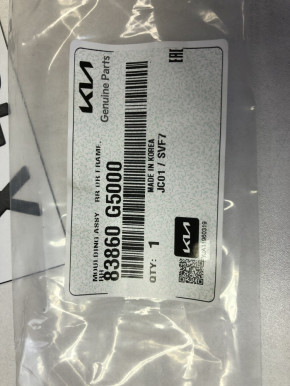 KIA
Genuine Parts
EAC
MOULDING ASSY - RR DR FRAME,
RH
83860 G5000
QTY: 1
MADE IN KOREA
JC01 / SVF7
KIA